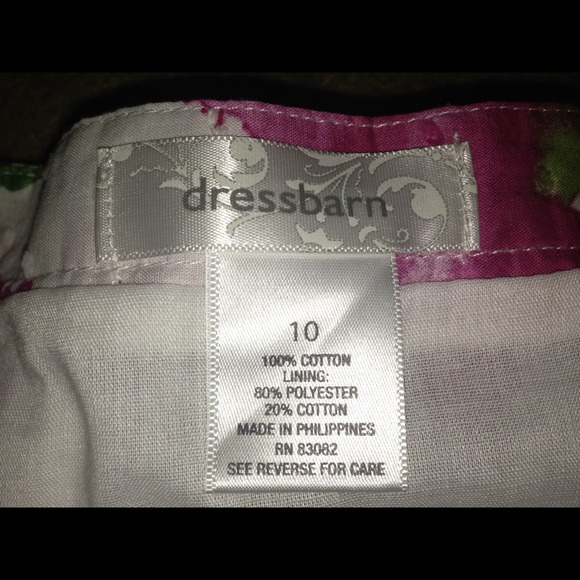 dressbarn
10
100% COTTON
LINING:
80% POLYESTER
20% COTTON
MADE IN PHILIPPINES
RN 83082
SEE REVERSE FOR CARE